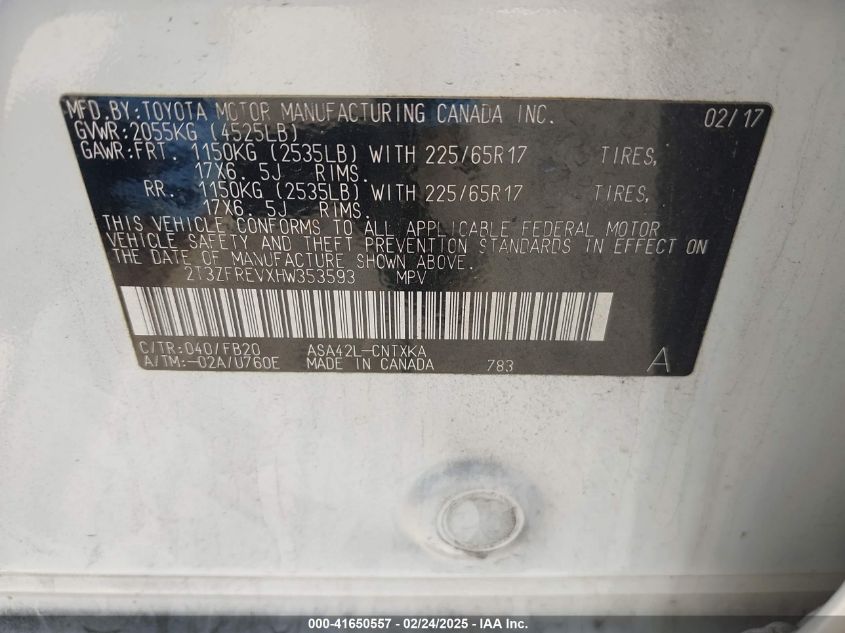 MFD.BY:TOYOTA MOTOR MANUFACTURING CANADA INC. 02/17
GVWR:2055KG (4525LB)
GAWR:FRT. 1150KG (2535LB) WITH 225/65R17 TIRES,
17X6. 5J RIMS.
RR. 1150KG (2535LB) WITH 225/65R17 TIRES,
17X6. 5J RIMS.
THIS VEHICLE CONFORMS TO ALL APPLICABLE FEDERAL MOTOR
VEHICLE SAFETY AND THEFT PREVENTION STANDARDS IN EFFECT ON
THE DATE OF MANUFACTURE SHOWN ABOVE.
2T3ZFREVXHW353593 MPV
C/TR:040/FB20 ASA42L-CNTXKA
A/TM:-02A/U760E MADE IN CANADA 783 A
000-41650557 - 02/24/2025 - IAA Inc.